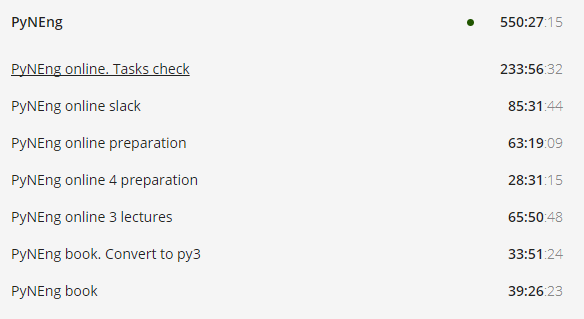 PyNEng 550:27:15
PyNEng online. Tasks check 233:56:32
PyNEng online slack 85:31:44
PyNEng online preparation 63:19:09
PyNEng online 4 preparation 28:31:15
PyNEng online 3 lectures 65:50:48
PyNEng book. Convert to py3 33:51:24
PyNEng book 39:26:23